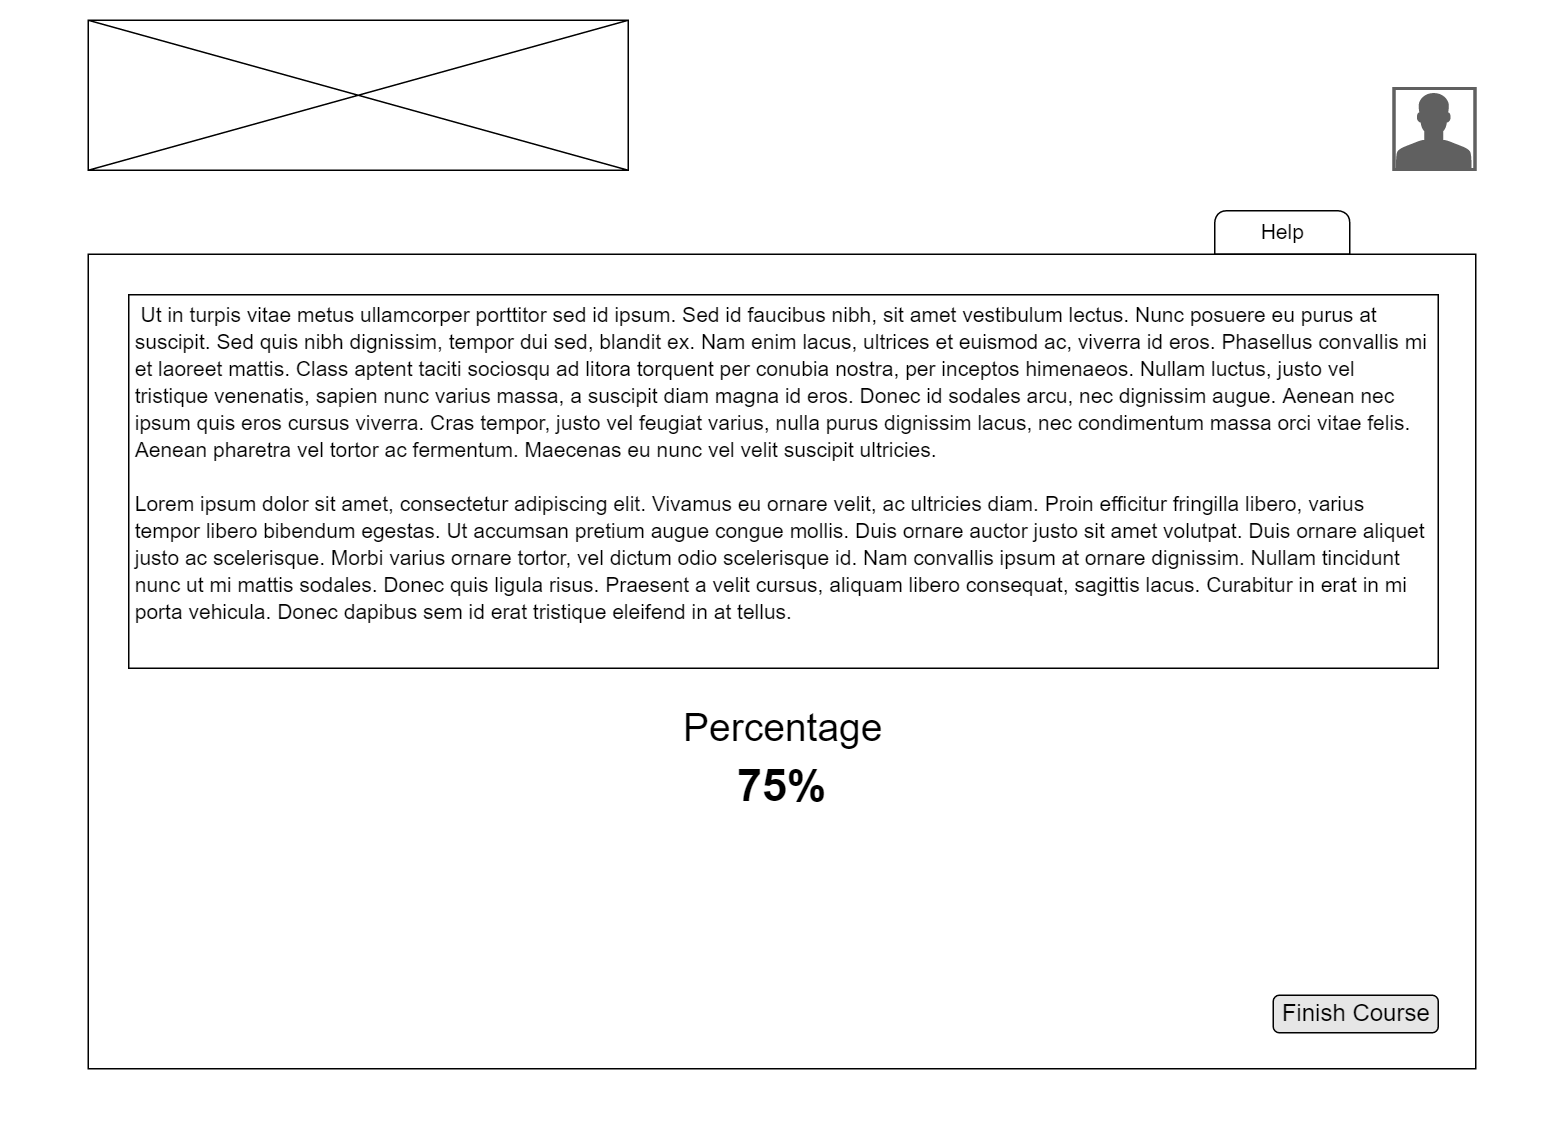 Help
Ut in turpis vitae metus ullamcorper porttitor sed id ipsum. Sed id faucibus nibh, sit amet vestibulum lectus. Nunc posuere eu purus at
suscipit. Sed quis nibh dignissim, tempor dui sed, blandit ex. Nam enim lacus, ultrices et euismod ac, viverra id eros. Phasellus convallis mi
et laoreet mattis. Class aptent taciti sociosqu ad litora torquent per conubia nostra, per inceptos himenaeos. Nullam luctus, justo vel
tristique venenatis, sapien nunc varius massa, a suscipit diam magna id eros. Donec id sodales arcu, nec dignissim augue. Aenean nec
ipsum quis eros cursus viverra. Cras tempor, justo vel feugiat varius, nulla purus dignissim lacus, nec condimentum massa orci vitae felis.
Aenean pharetra vel tortor ac fermentum. Maecenas eu nunc vel velit suscipit ultricies.
Lorem ipsum dolor sit amet, consectetur adipiscing elit. Vivamus eu ornare velit, ac ultricies diam. Proin efficitur fringilla libero, varius
tempor libero bibendum egestas. Ut accumsan pretium augue congue mollis. Duis ornare auctor justo sit amet volutpat. Duis ornare aliquet
justo ac scelerisque. Morbi varius ornare tortor, vel dictum odio scelerisque id. Nam convallis ipsum at ornare dignissim. Nullam tincidunt
nunc ut mi mattis sodales. Donec quis ligula risus. Praesent a velit cursus, aliquam libero consequat, sagittis lacus. Curabitur in erat in mi
porta vehicula. Donec dapibus sem id erat tristique eleifend in at tellus.
Percentage
75%
Finish Course